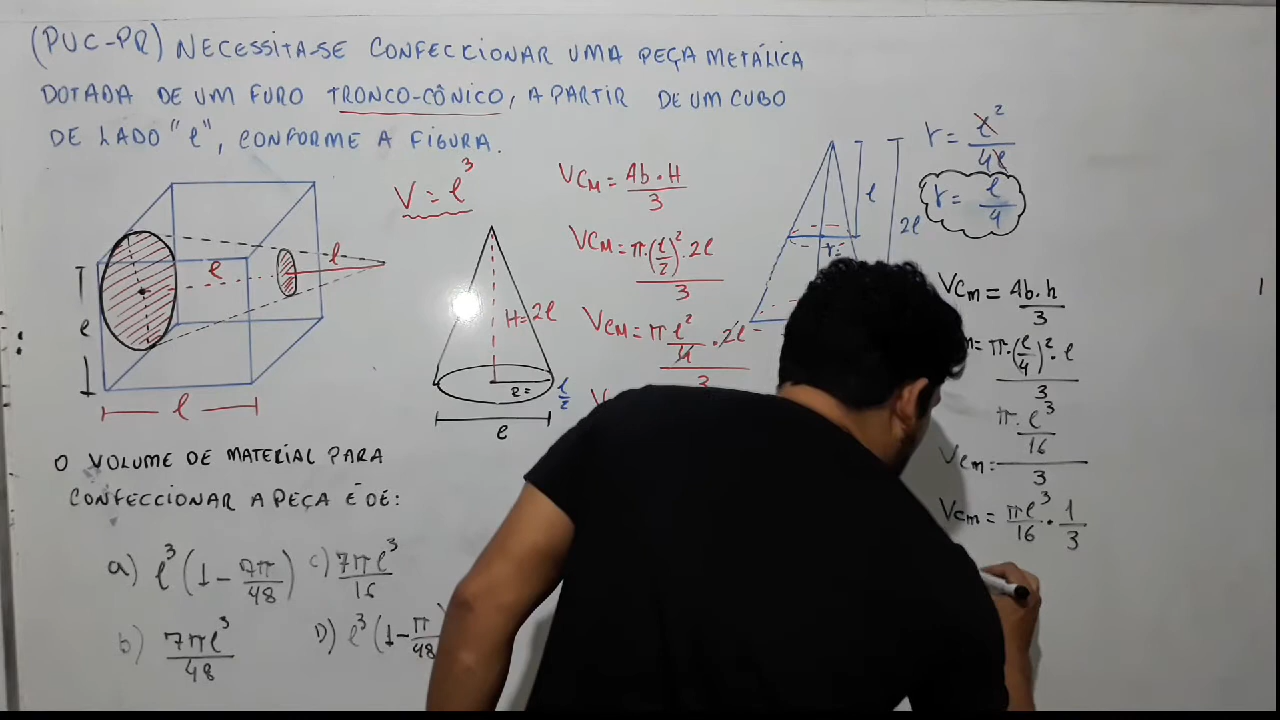 (PUC-PR) NECESSITA-SE CONFECCIONAR UMA PEÇA METÁLICA
DOTADA DE UM FURO TRONCO-CÔNICO, A PARTIR DE UM CUBO
DE LADO "ℓ", CONFORME A FIGURA.
V = ℓ³
ℓ
ℓ
ℓ
ℓ
H=2ℓ
R=
ℓ/2
ℓ
VCM = Ab · H / 3
VCM = π·(ℓ/2)² · 2ℓ / 3
VCM = π ℓ²/4 · 2ℓ / 3
ℓ
2ℓ
r=
r = ℓ²/4ℓ
r = ℓ/4
VCm = Ab · h / 3
m = π·(ℓ/4)² · ℓ / 3
VCm = π·ℓ³/16 / 3
VCm = πℓ³/16 · 1/3
O VOLUME DE MATERIAL PARA
CONFECCIONAR A PEÇA É DE:
a) ℓ³(1 - 7π/48) c) 7πℓ³/16
b) 7πℓ³/48 D) ℓ³(1 - π/48)